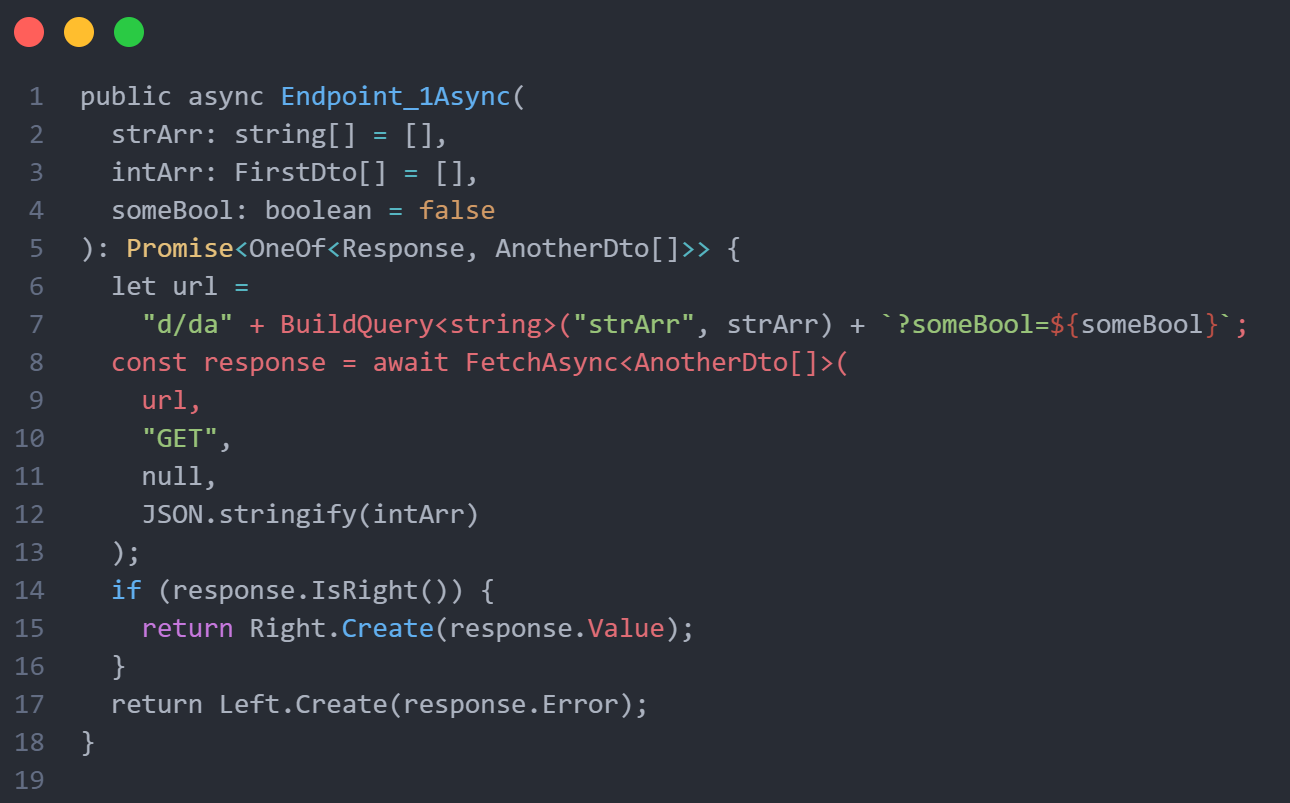 1 public async Endpoint_1Async(
2 strArr: string[] = [],
3 intArr: FirstDto[] = [],
4 someBool: boolean = false
5 ): Promise<OneOf<Response, AnotherDto[]>> {
6 let url =
7 "d/da" + BuildQuery<string>("strArr", strArr) + `?someBool=${someBool}`;
8 const response = await FetchAsync<AnotherDto[]>(
9 url,
10 "GET",
11 null,
12 JSON.stringify(intArr)
13 );
14 if (response.IsRight()) {
15 return Right.Create(response.Value);
16 }
17 return Left.Create(response.Error);
18 }
19